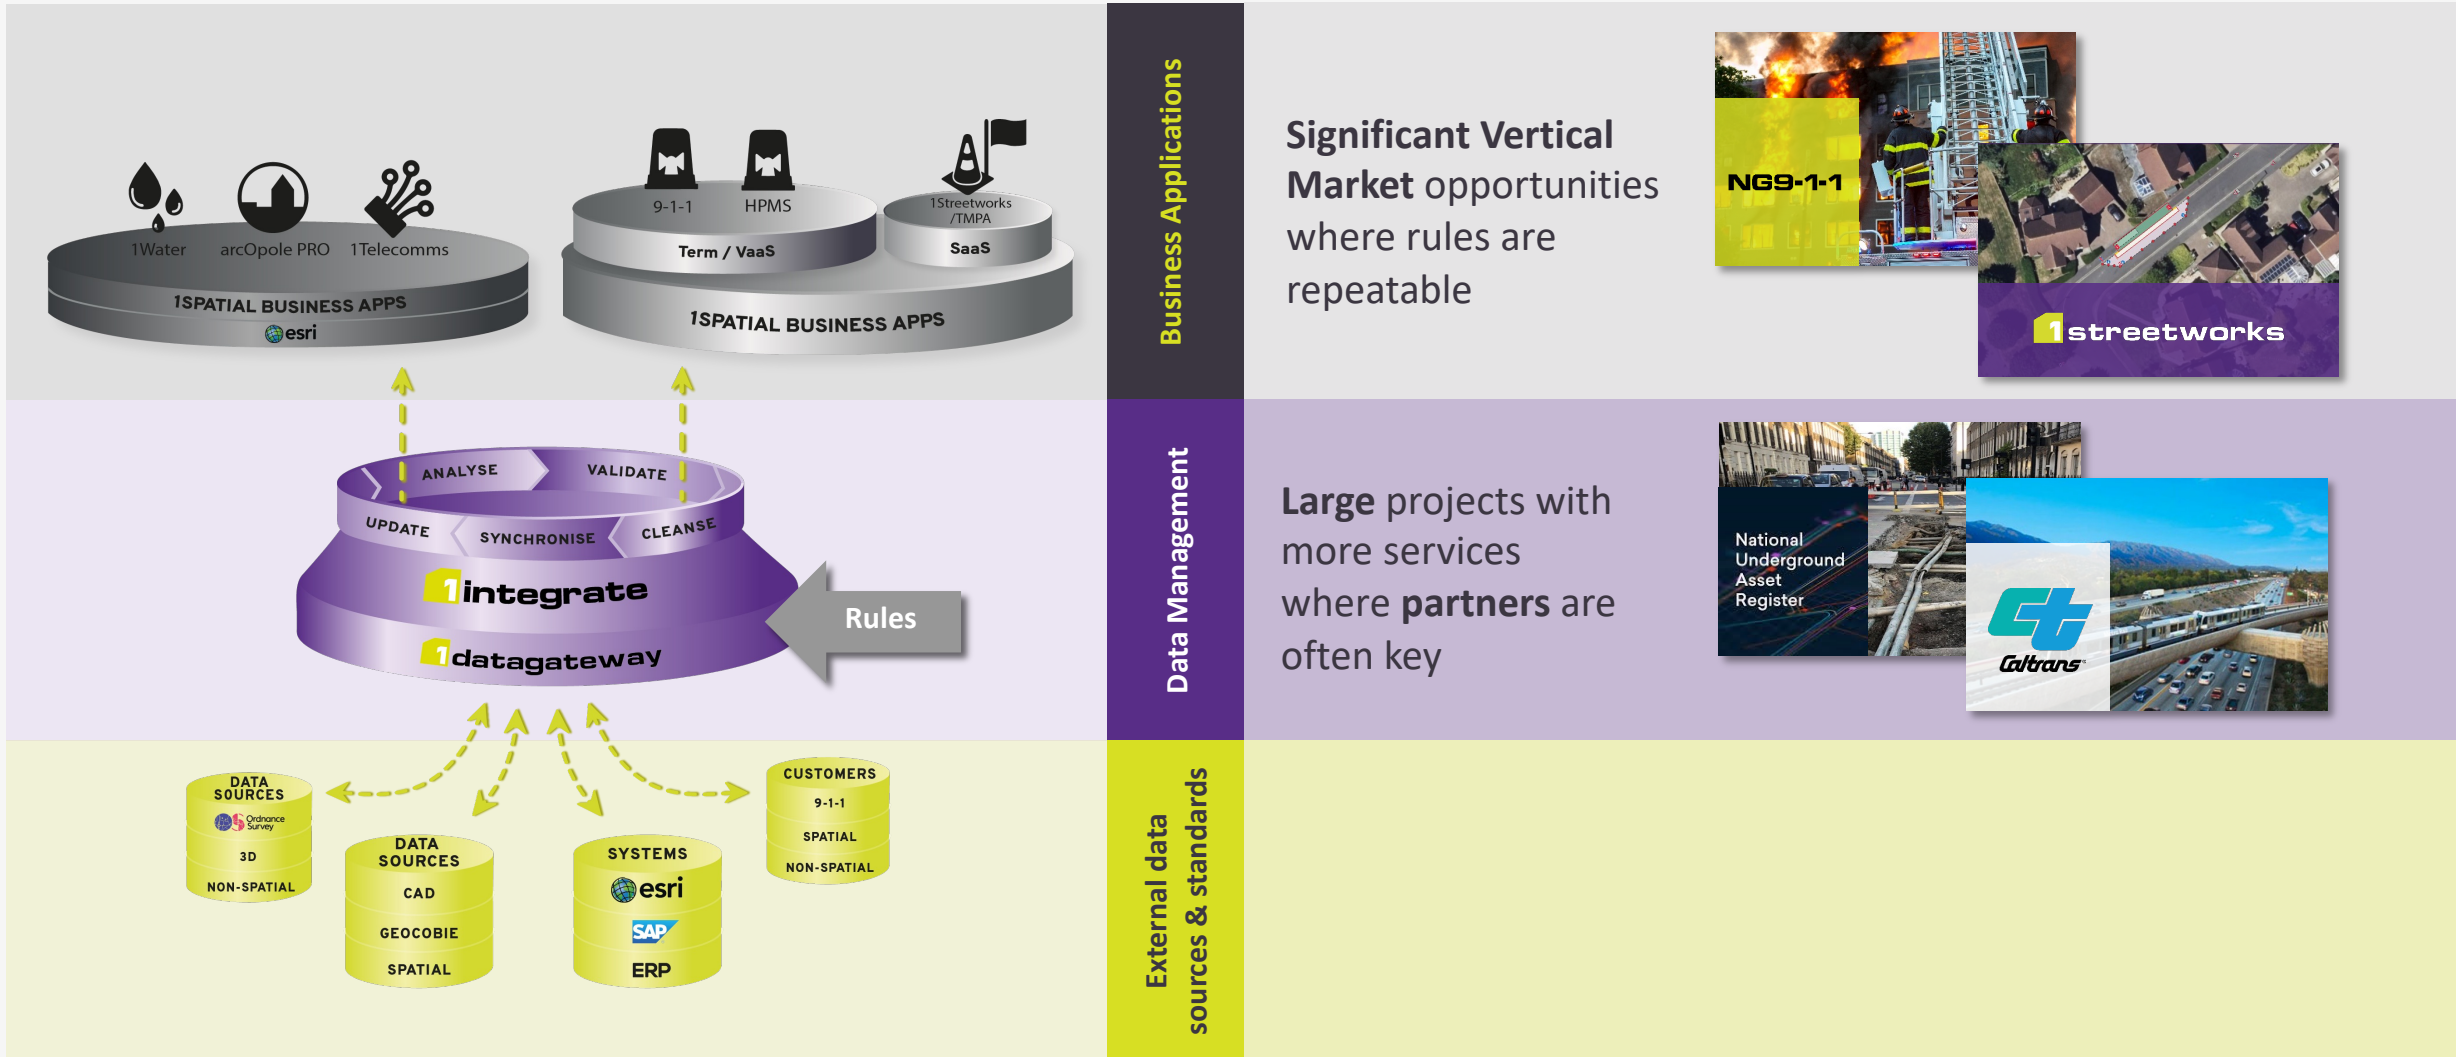 1Water
arcOpole PRO
1Telecomms
1SPATIAL BUSINESS APPS
esri
9-1-1
HPMS
Term / VaaS
1Streetworks
/TMPA
SaaS
1SPATIAL BUSINESS APPS
Business Applications
Significant Vertical
Market opportunities
where rules are
repeatable
NG9-1-1
1streetworks
ANALYSE
VALIDATE
UPDATE
SYNCHRONISE
CLEANSE
1integrate
1datagateway
Rules
Data Management
Large projects with
more services
where partners are
often key
National
Underground
Asset
Register
Caltrans
DATA
SOURCES
Ordnance
Survey
3D
NON-SPATIAL
DATA
SOURCES
CAD
GEOCOBIE
SPATIAL
SYSTEMS
esri
SAP
ERP
CUSTOMERS
9-1-1
SPATIAL
NON-SPATIAL
External data
sources & standards